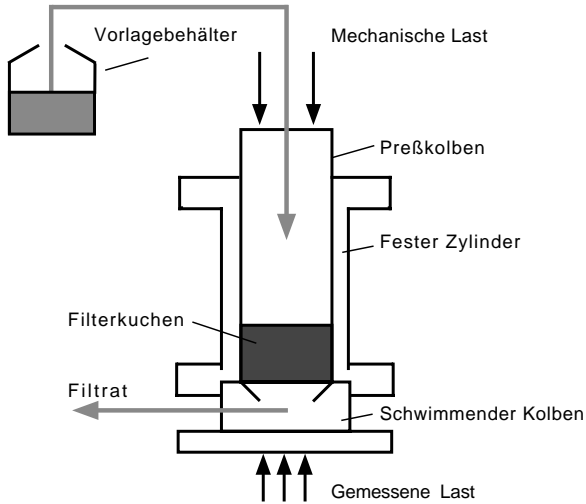 Vorlagebehälter
Mechanische Last
Preßkolben
Fester Zylinder
Filterkuchen
Filtrat
Schwimmender Kolben
Gemessene Last